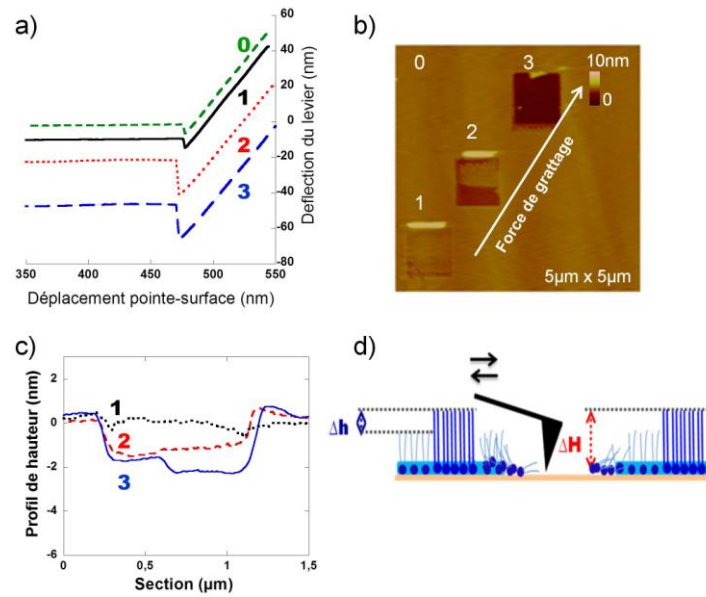 a)
60
40
20
0
-20
-40
-60
-80
Deflection du levier (nm)
0
1
2
3
350
400
450
500
550
Déplacement pointe-surface (nm)
b)
0
3
10nm
0
2
1
Force de grattage
5µm x 5µm
c)
2
0
-2
-4
-6
Profil de hauteur (nm)
1
2
3
0
0,5
1
1,5
Section (µm)
d)
Δh
ΔH